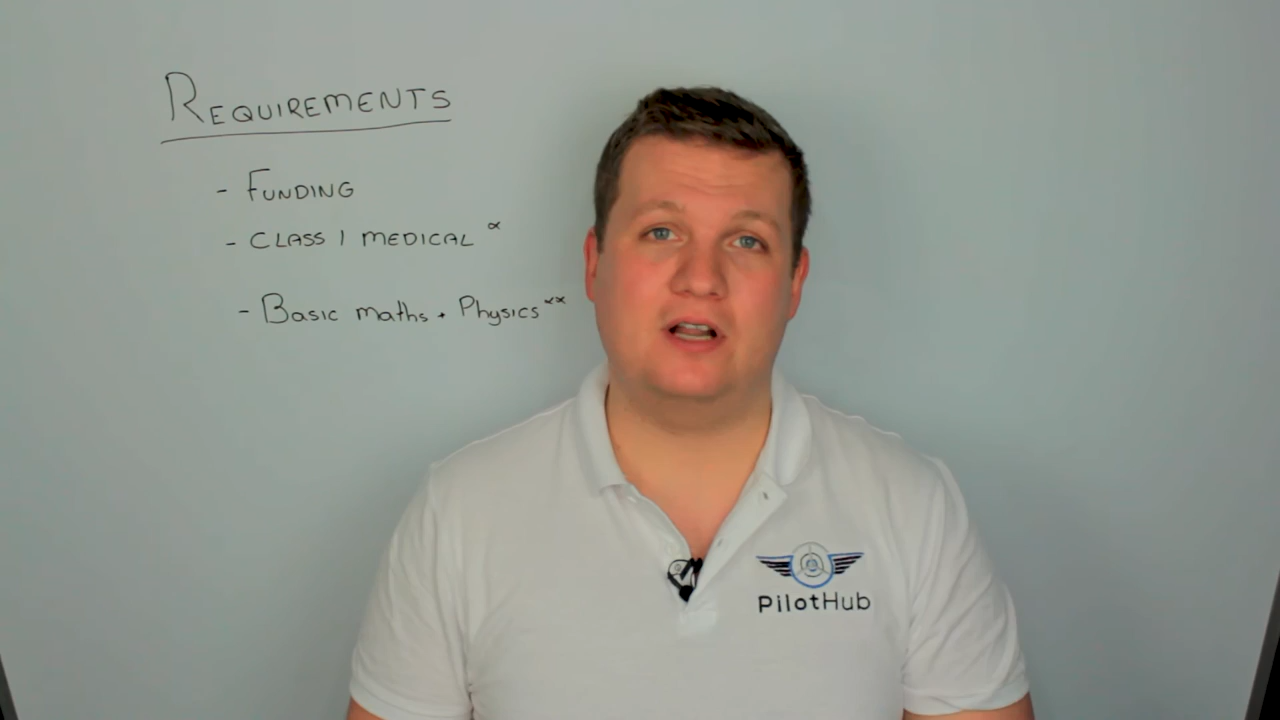 REQUIREMENTS
- FUNDING
- CLASS 1 MEDICAL *
- Basic maths + Physics **
PilotHub